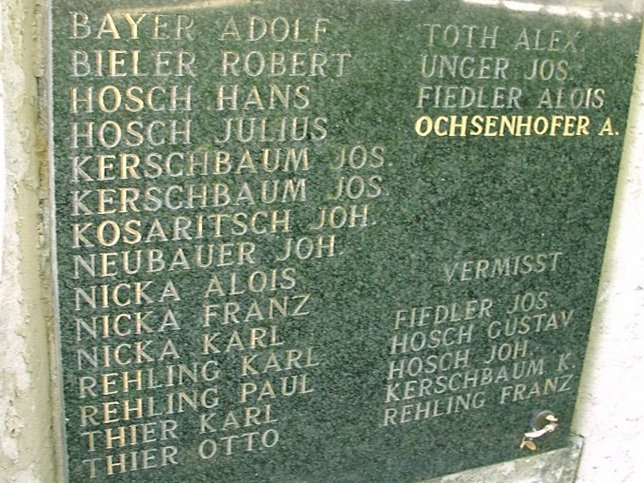 BAYER ADOLF
BIELER ROBERT
HOSCH HANS
HOSCH JULIUS
KERSCHBAUM JOS.
KERSCHBAUM JOS.
KOSARITSCH JOH.
NEUBAUER JOH.
NICKA ALOIS
NICKA FRANZ
NICKA KARL
REHLING KARL
REHLING PAUL
THIER KARL
THIER OTTO
TOTH ALEX.
UNGER JOS.
FIEDLER ALOIS
OCHSENHOFER A.
VERMISST
FIEDLER JOS.
HOSCH GUSTAV
HOSCH JOH.
KERSCHBAUM K.
REHLING FRANZ